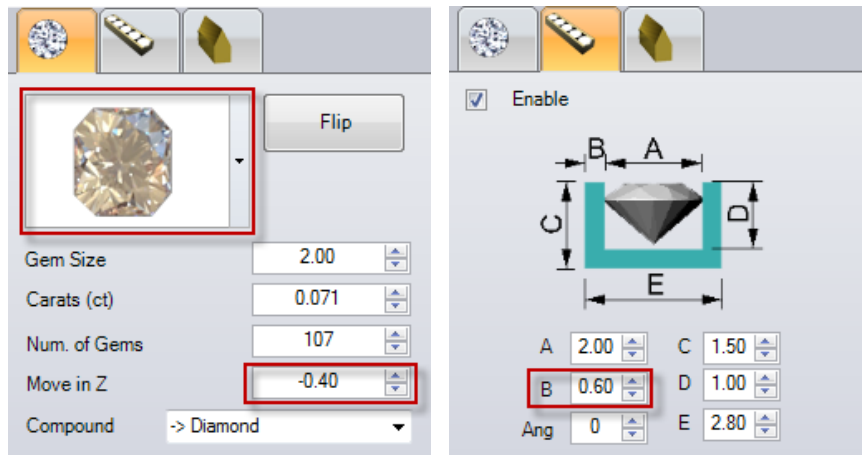 Flip
Gem Size 2.00
Carats (ct) 0.071
Num. of Gems 107
Move in Z -0.40
Compound -> Diamond
Enable
B A
C D
E
A 2.00 C 1.50
B 0.60 D 1.00
Ang 0 E 2.80